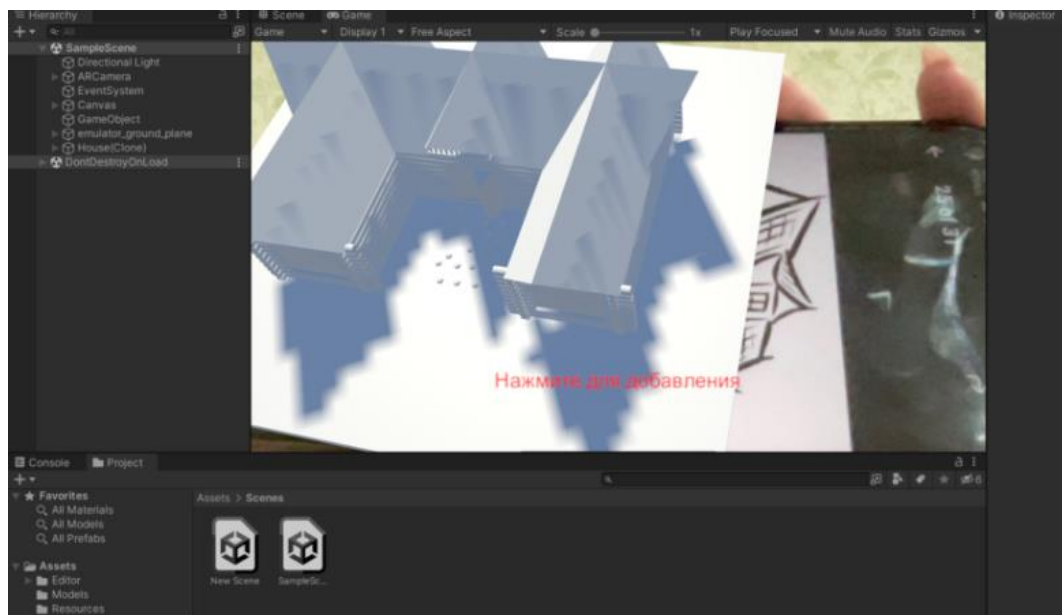 Hierarchy
Scene
Game
Inspector
All
Game
Display 1
Free Aspect
Scale
1x
Play Focused
Mute Audio
Stats
Gizmos
SampleScene
Directional Light
ARCamera
EventSystem
Canvas
GameObject
emulator_ground_plane
House(Clone)
DontDestroyOnLoad
Нажмите для добавления
Console
Project
6
Favorites
All Materials
All Models
All Prefabs
Assets
Editor
Models
Resources
Assets > Scenes
New Scene
SampleSc...